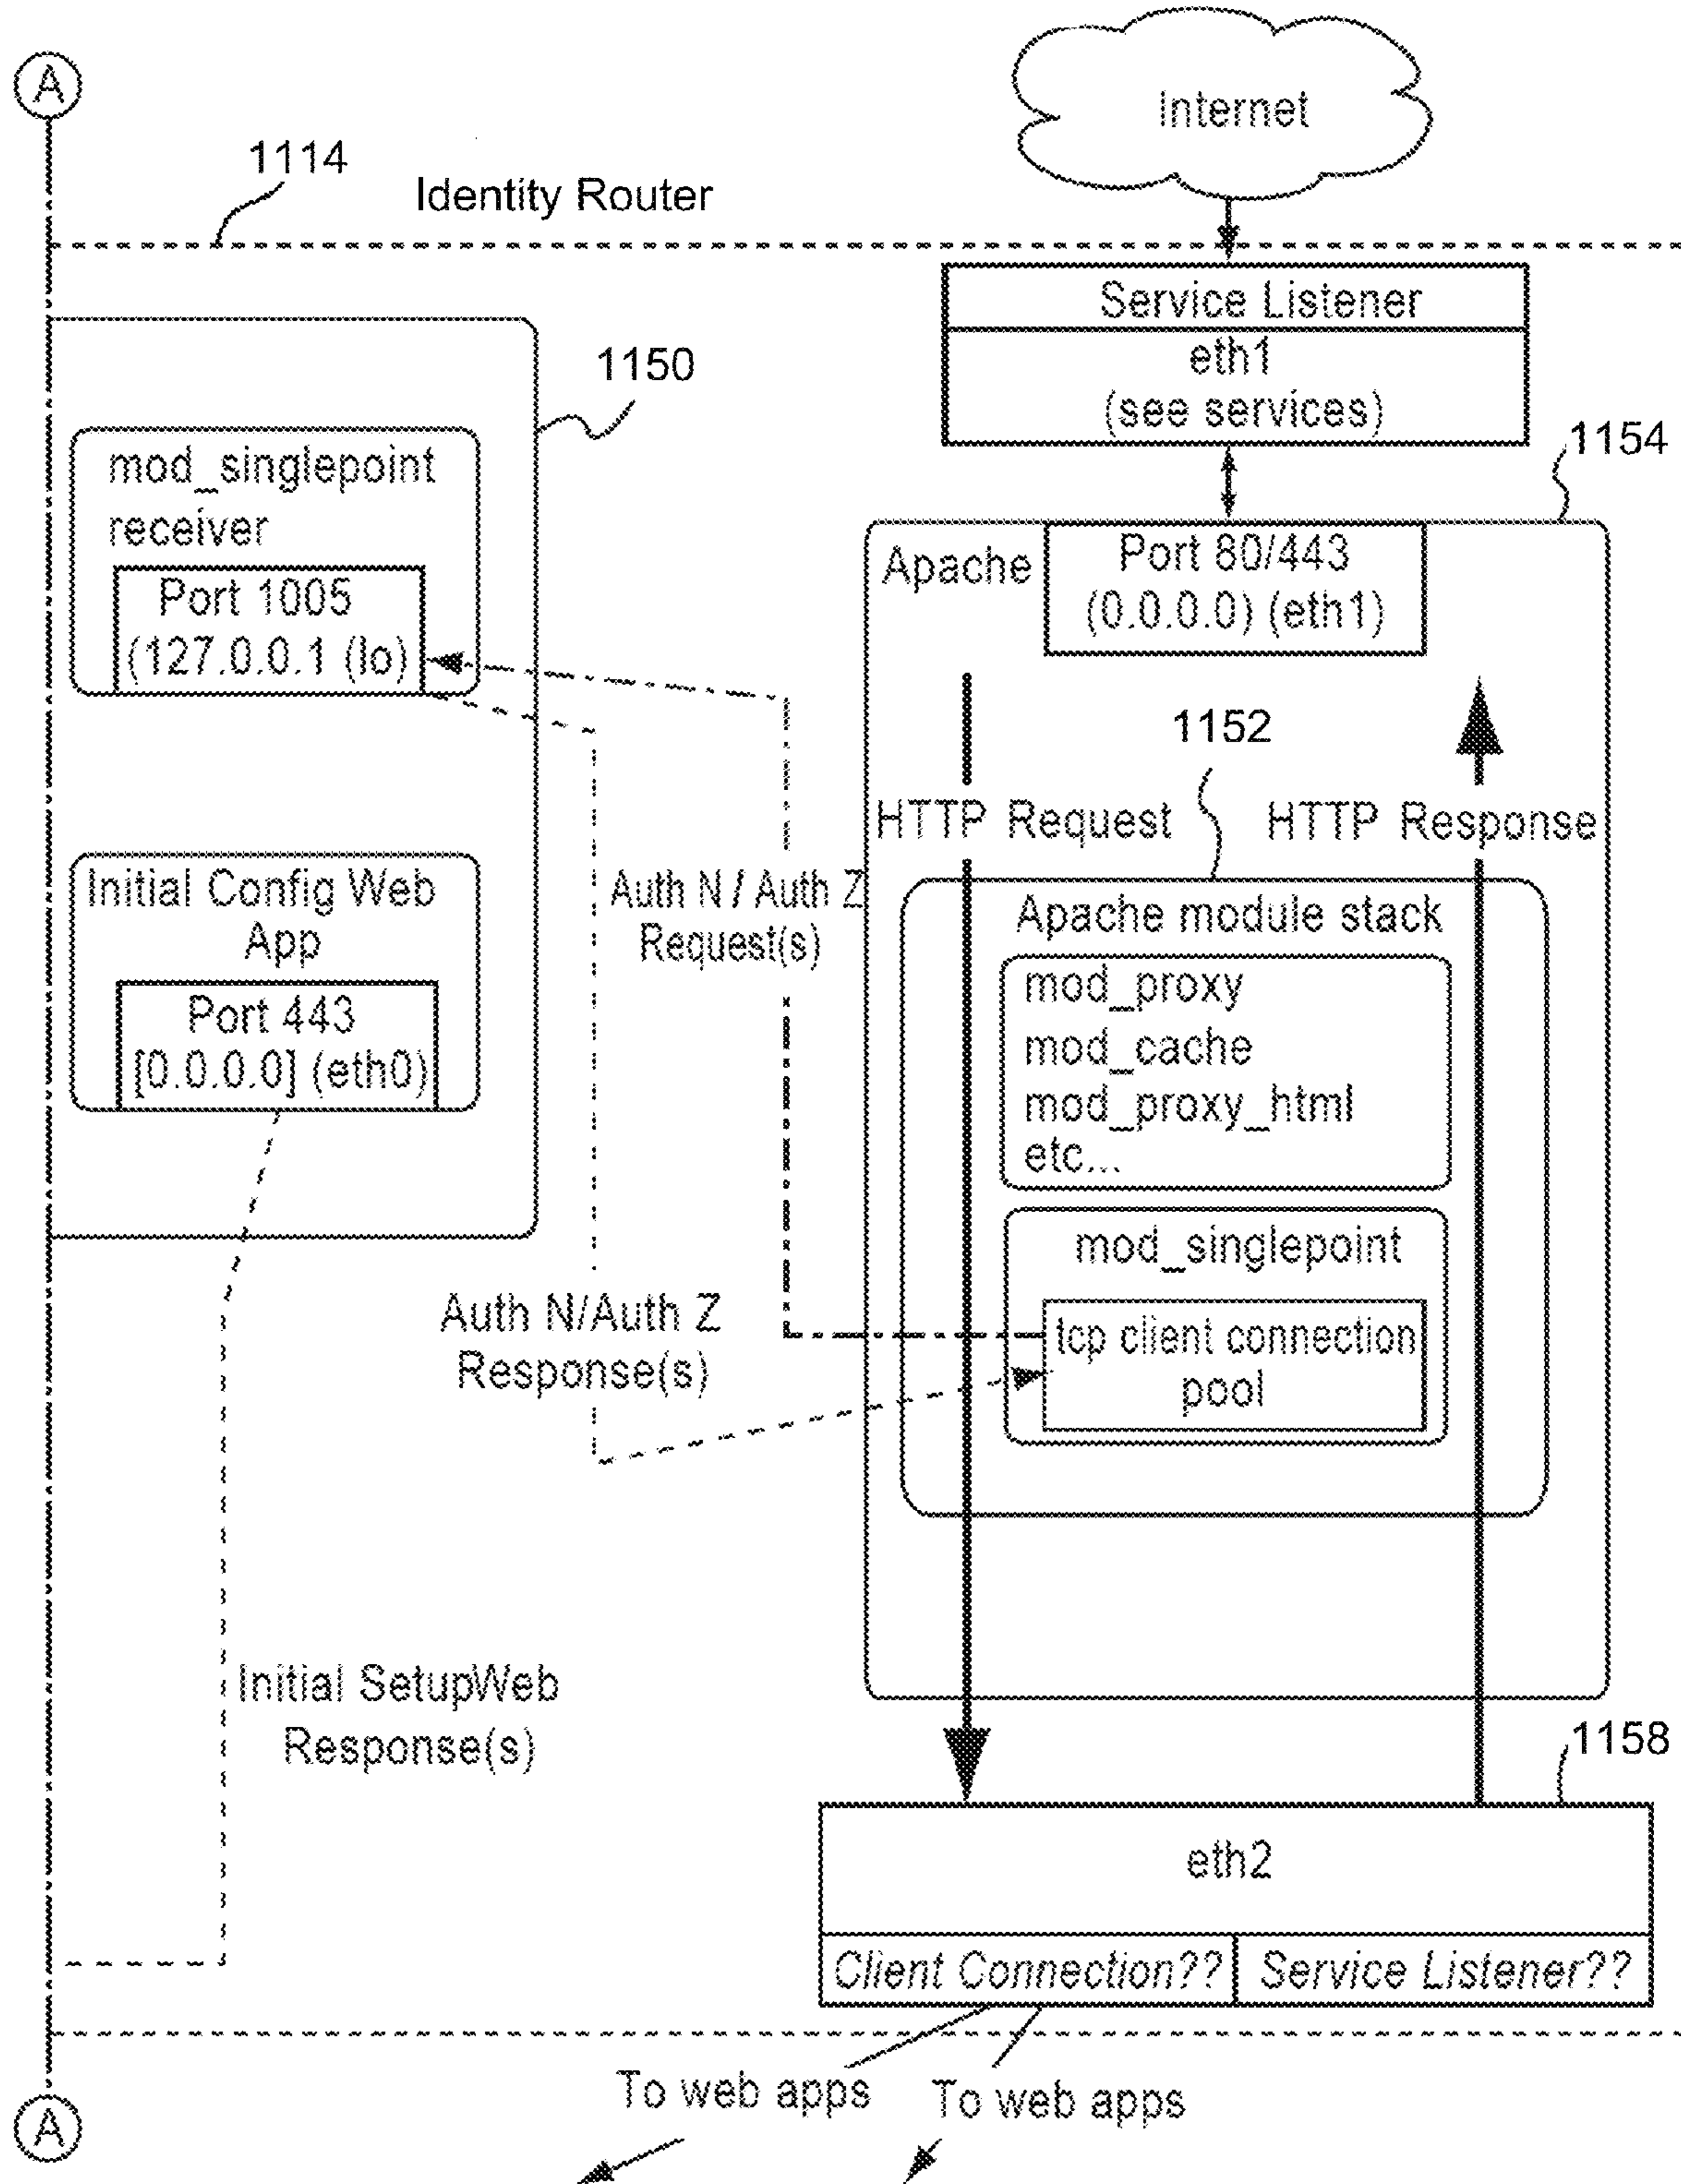 A
Internet
1114
Identity Router
Service Listener
eth1
(see services)
1150
1154
mod_singlepoint
receiver
Port 1005
(127.0.0.1 (lo)
Apache
Port 80/443
(0.0.0.0) (eth1)
1152
HTTP Request
HTTP Response
Initial Config Web
App
Port 443
[0.0.0.0] (eth0)
Auth N / Auth Z
Request(s)
Apache module stack
mod_proxy
mod_cache
mod_proxy_html
etc...
mod_singlepoint
tcp client connection
pool
Auth N/Auth Z
Response(s)
Initial SetupWeb
Response(s)
1158
eth2
Client Connection??
Service Listener??
To web apps
To web apps
A